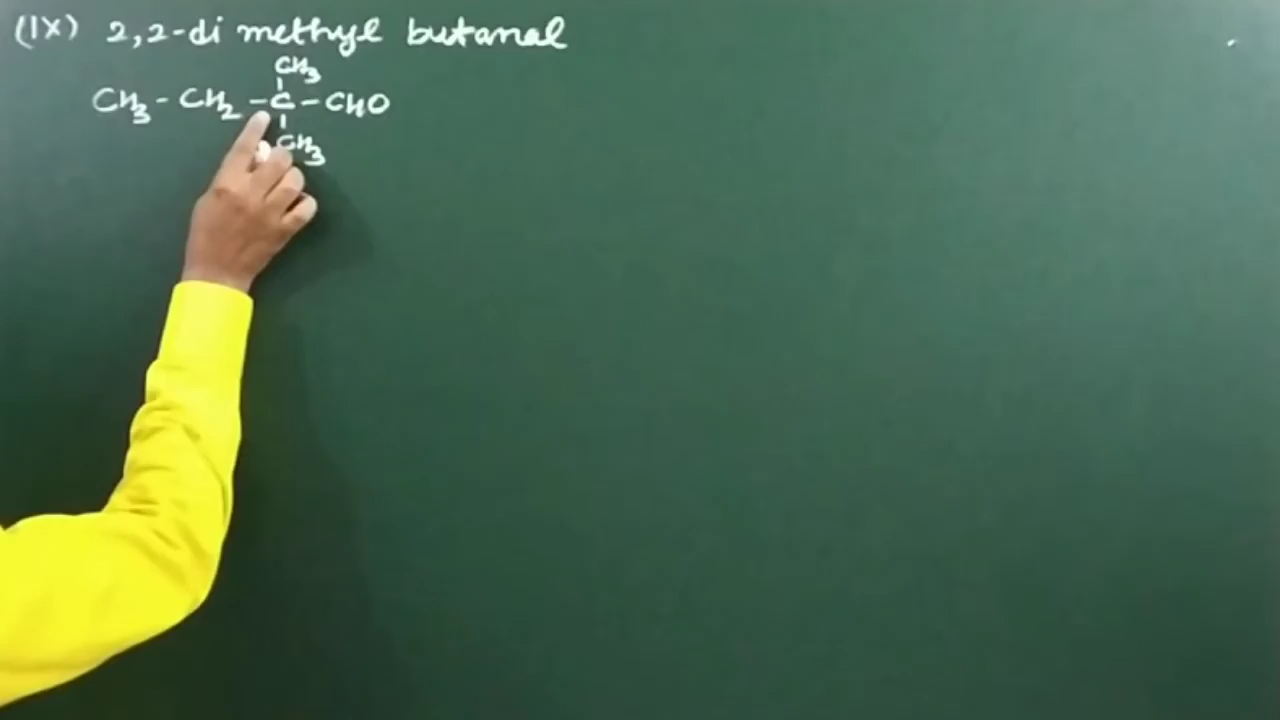 (IX) 2,2-di methyl butanal
CH3
CH3 - CH2 - C - CHO
CH3